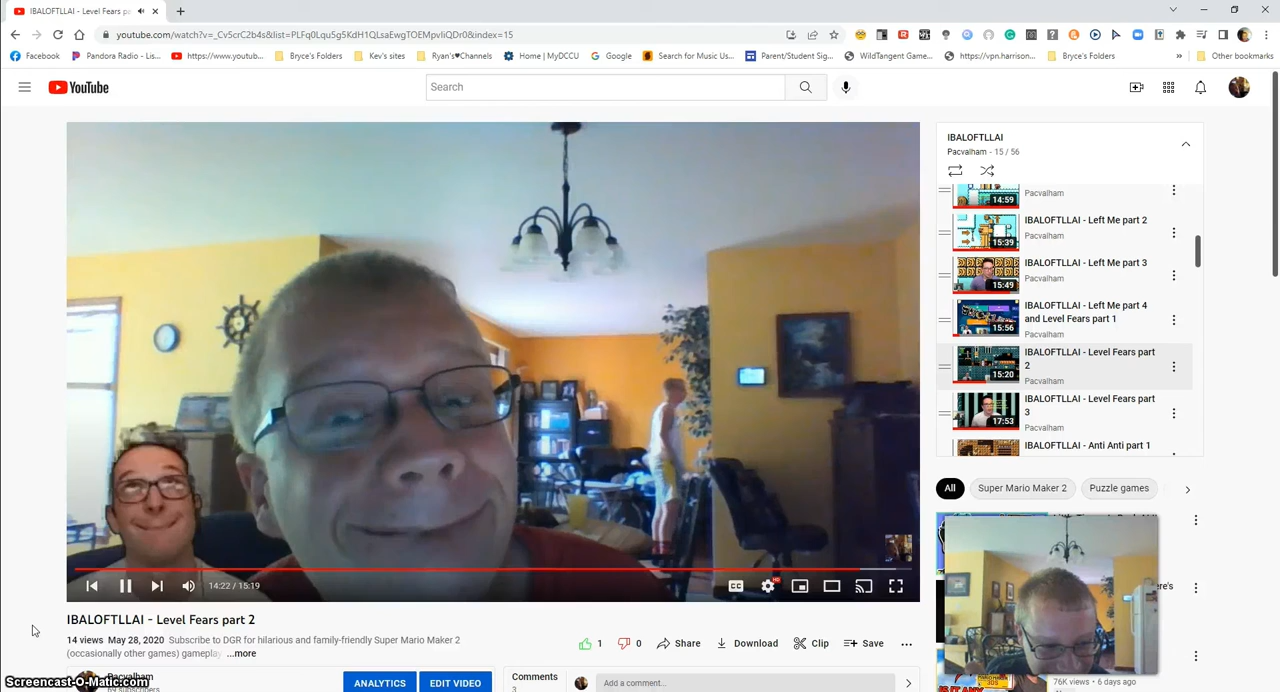 IBALOFTLLAI - Level Fears pa
youtube.com/watch?v=_Cv5crC2b4s&list=PLFq0Lqu5g5KdH1QLsaEwgTOEMpvIiQDr0&index=15
Facebook
Pandora Radio - Lis...
https://www.youtub...
Bryce's Folders
Kev's sites
Ryan's♥Channels
Home | MyDCCU
Google
Search for Music Us...
Parent/Student Sig...
WildTangent Game...
https://vpn.harrison...
Bryce's Folders
»
Other bookmarks
YouTube
Search
IBALOFTLLAI
Pacvalham - 15 / 56
14:59
Pacvalham
IBALOFTLLAI - Left Me part 2
Pacvalham
15:39
IBALOFTLLAI - Left Me part 3
Pacvalham
15:49
IBALOFTLLAI - Left Me part 4
and Level Fears part 1
Pacvalham
15:56
IBALOFTLLAI - Level Fears part
2
Pacvalham
15:20
IBALOFTLLAI - Level Fears part
3
Pacvalham
17:53
IBALOFTLLAI - Anti Anti part 1
All
Super Mario Maker 2
Puzzle games
14:22 / 15:19
CC
HD
IBALOFTLLAI - Level Fears part 2
14 views May 28, 2020 Subscribe to DGR for hilarious and family-friendly Super Mario Maker 2
(occasionally other games) gameplay ...more
1
0
Share
Download
Clip
Save
Pacvalham
69 subscribers
ANALYTICS
EDIT VIDEO
Comments
3
Add a comment...
76K views • 6 days ago
Screencast-O-Matic.com